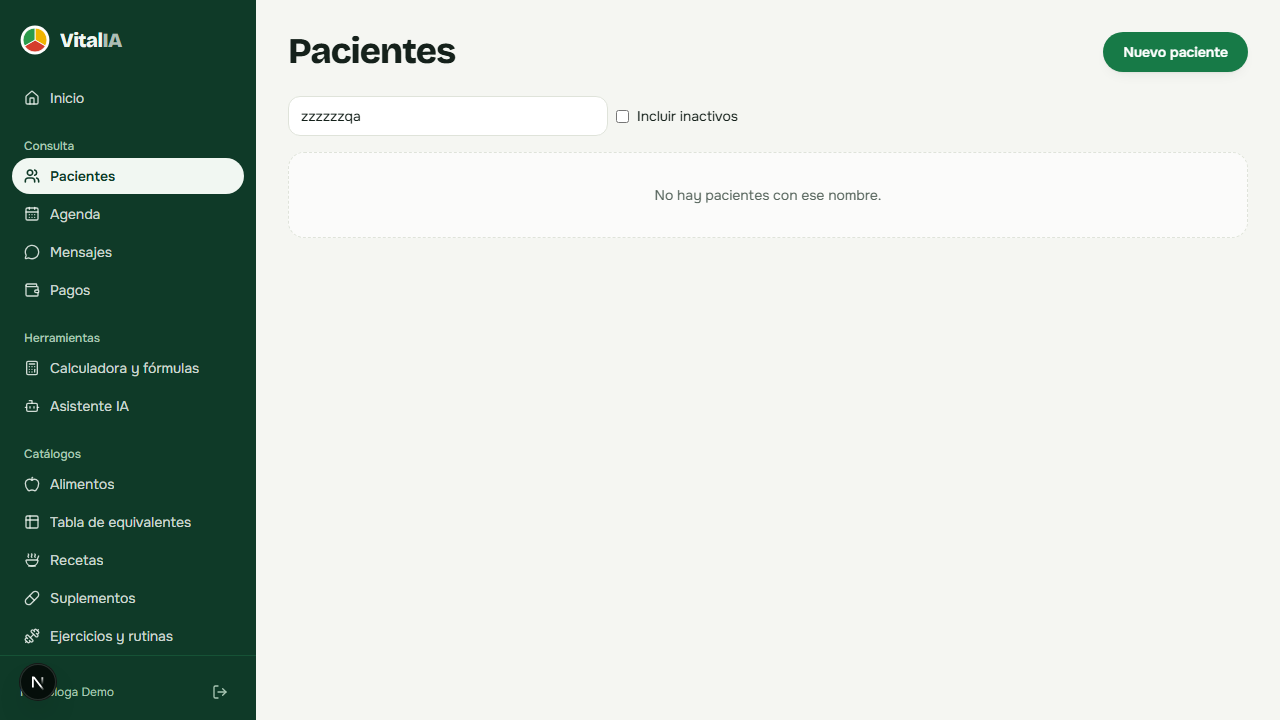 VitalIA
Inicio
Consulta
Pacientes
Agenda
Mensajes
Pagos
Herramientas
Calculadora y fórmulas
Asistente IA
Catálogos
Alimentos
Tabla de equivalentes
Recetas
Suplementos
Ejercicios y rutinas
Demo
Pacientes
Nuevo paciente
zzzzzzqa
Incluir inactivos
No hay pacientes con ese nombre.